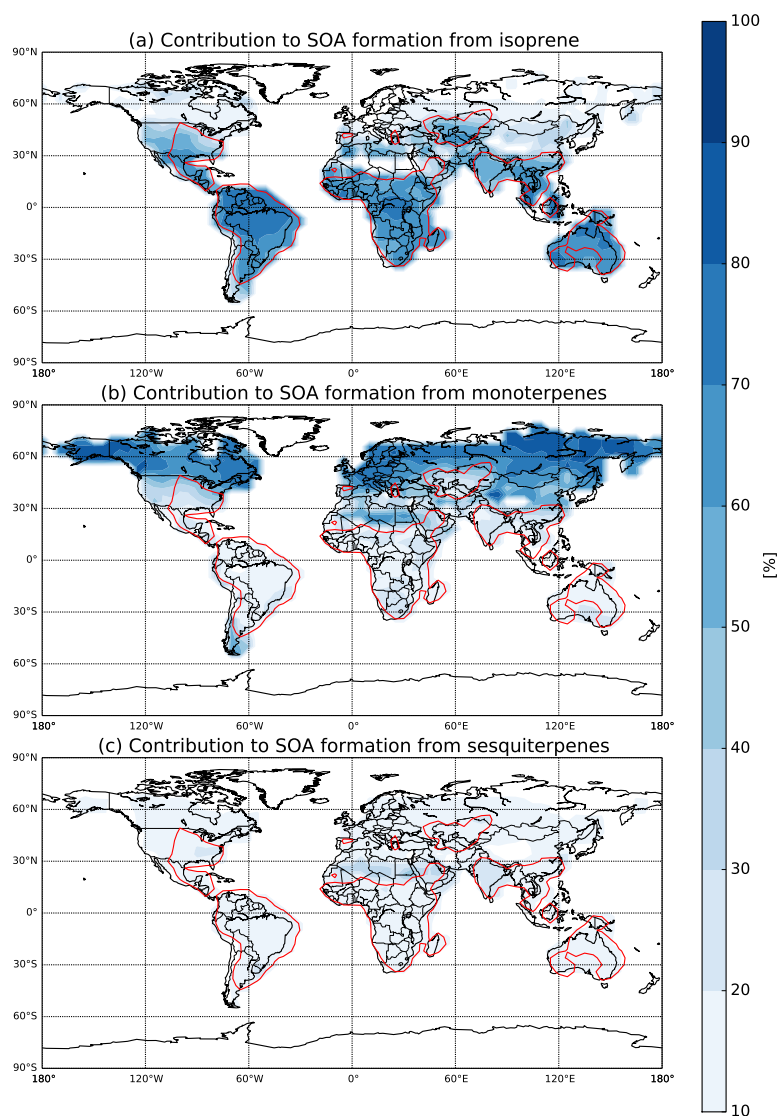 (a) Contribution to SOA formation from isoprene
90°N
60°N
30°N
0°
30°S
60°S
90°S
180° 120°W 60°W 0° 60°E 120°E 180°
(b) Contribution to SOA formation from monoterpenes
90°N
60°N
30°N
0°
30°S
60°S
90°S
180° 120°W 60°W 0° 60°E 120°E 180°
(c) Contribution to SOA formation from sesquiterpenes
90°N
60°N
30°N
0°
30°S
60°S
90°S
180° 120°W 60°W 0° 60°E 120°E 180°
100
90
80
70
60
50
40
30
20
10
[%]